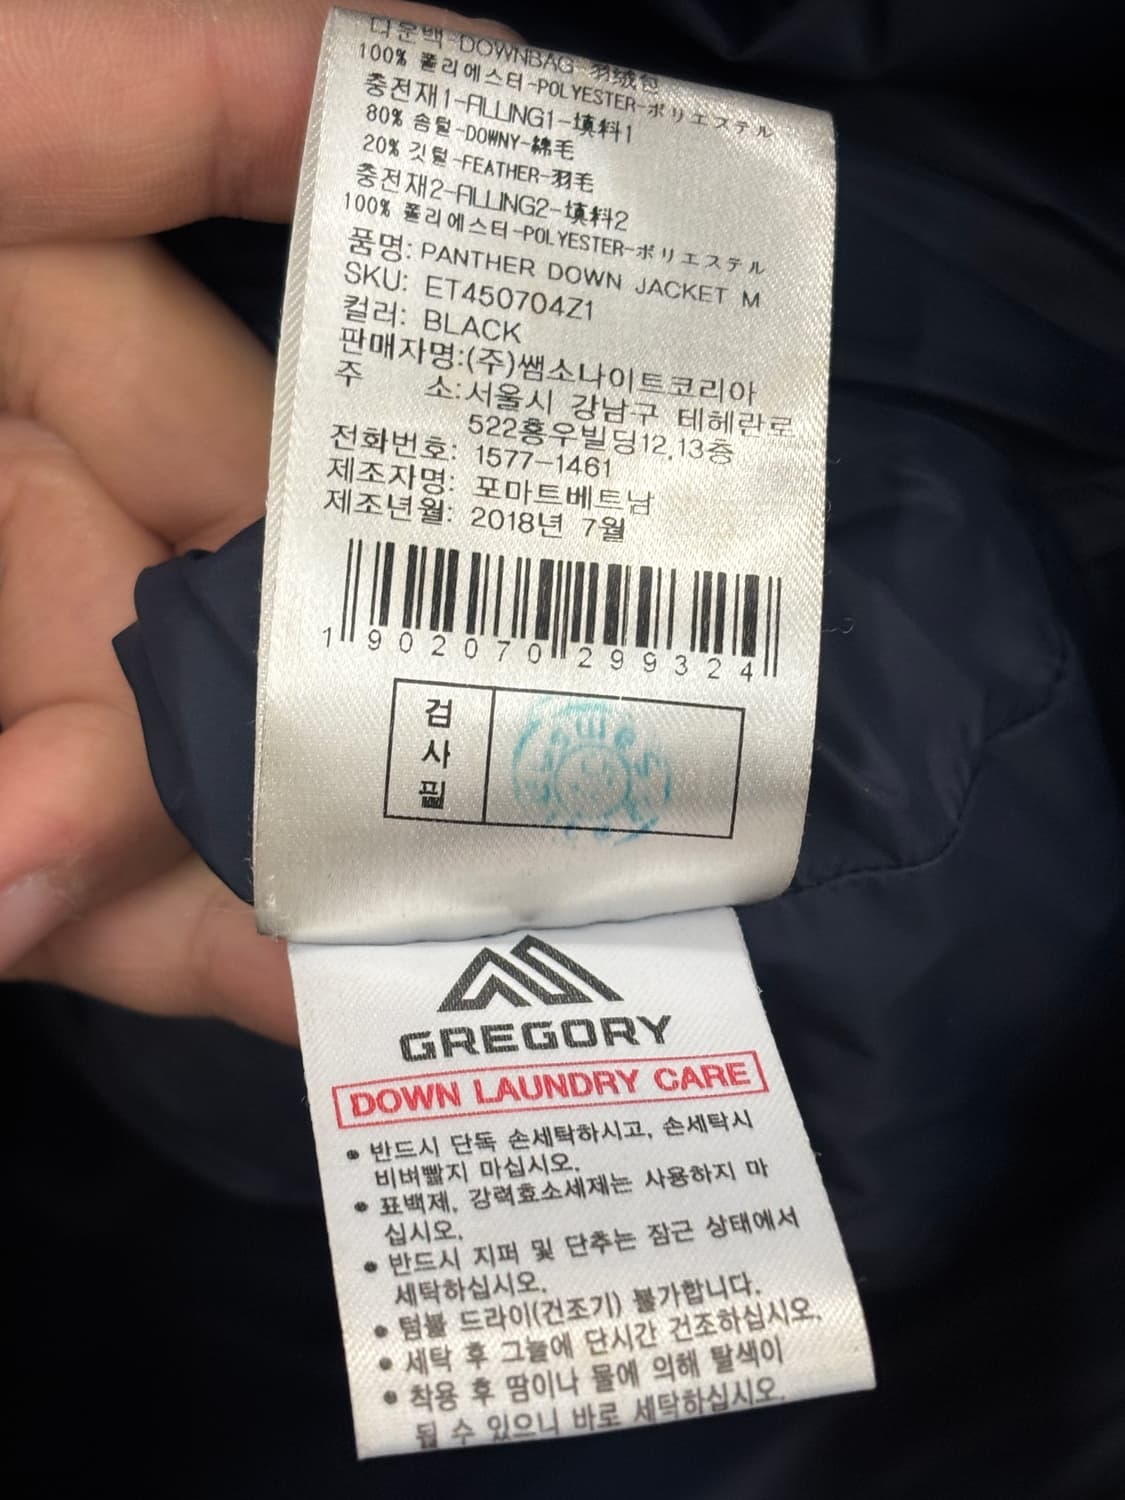 다운백-DOWNBAG-羽绒包
100% 폴리에스터-POLYESTER-ポリエステル
충전재1-FILLING1-填料1
80% 솜털-DOWNY-綿毛
20% 깃털-FEATHER-羽毛
충전재2-FILLING2-填料2
100% 폴리에스터-POLYESTER-ポリエステル
품명: PANTHER DOWN JACKET M
SKU: ET450704Z1
컬러: BLACK
판매자명:(주)쌤소나이트코리아
주 소:서울시 강남구 테헤란로
522홍우빌딩12,13층
전화번호: 1577-1461
제조자명: 포마트베트남
제조년월: 2018년 7월
1 902070 299324
검
사
필
GREGORY
DOWN LAUNDRY CARE
• 반드시 단독 손세탁하시고, 손세탁시
비벼빨지 마십시오.
• 표백제, 강력효소세제는 사용하지 마
십시오.
• 반드시 지퍼 및 단추는 잠근 상태에서
세탁하십시오.
• 텀블 드라이(건조기) 불가합니다.
• 세탁 후 그늘에 단시간 건조하십시오.
• 착용 후 땀이나 물에 의해 탈색이
될 수 있으니 바로 세탁하십시오.